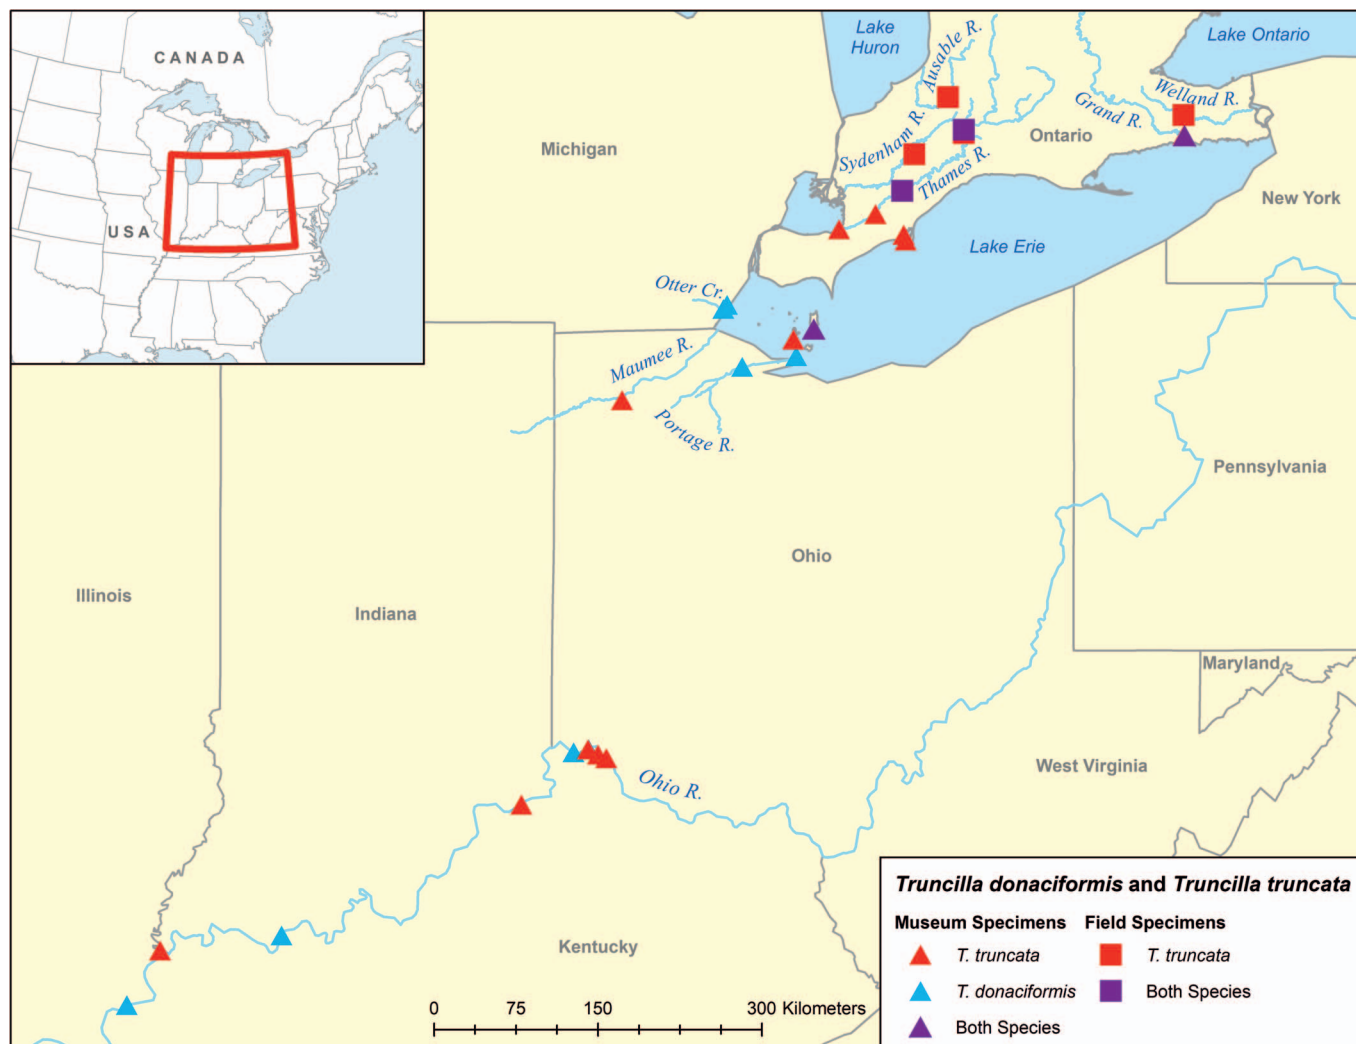 CANADA
USA
Lake
Huron
Ausable R.
Lake Ontario
Welland R.
Grand R.
Michigan
Ontario
Sydenham R.
Thames R.
New York
Lake Erie
Otter Cr.
Maumee R.
Portage R.
Pennsylvania
Ohio
Illinois
Indiana
Maryland
West Virginia
Ohio R.
Kentucky
0 75 150 300 Kilometers
Truncilla donaciformis and Truncilla truncata
Museum Specimens Field Specimens
T. truncata T. truncata
T. donaciformis Both Species
Both Species